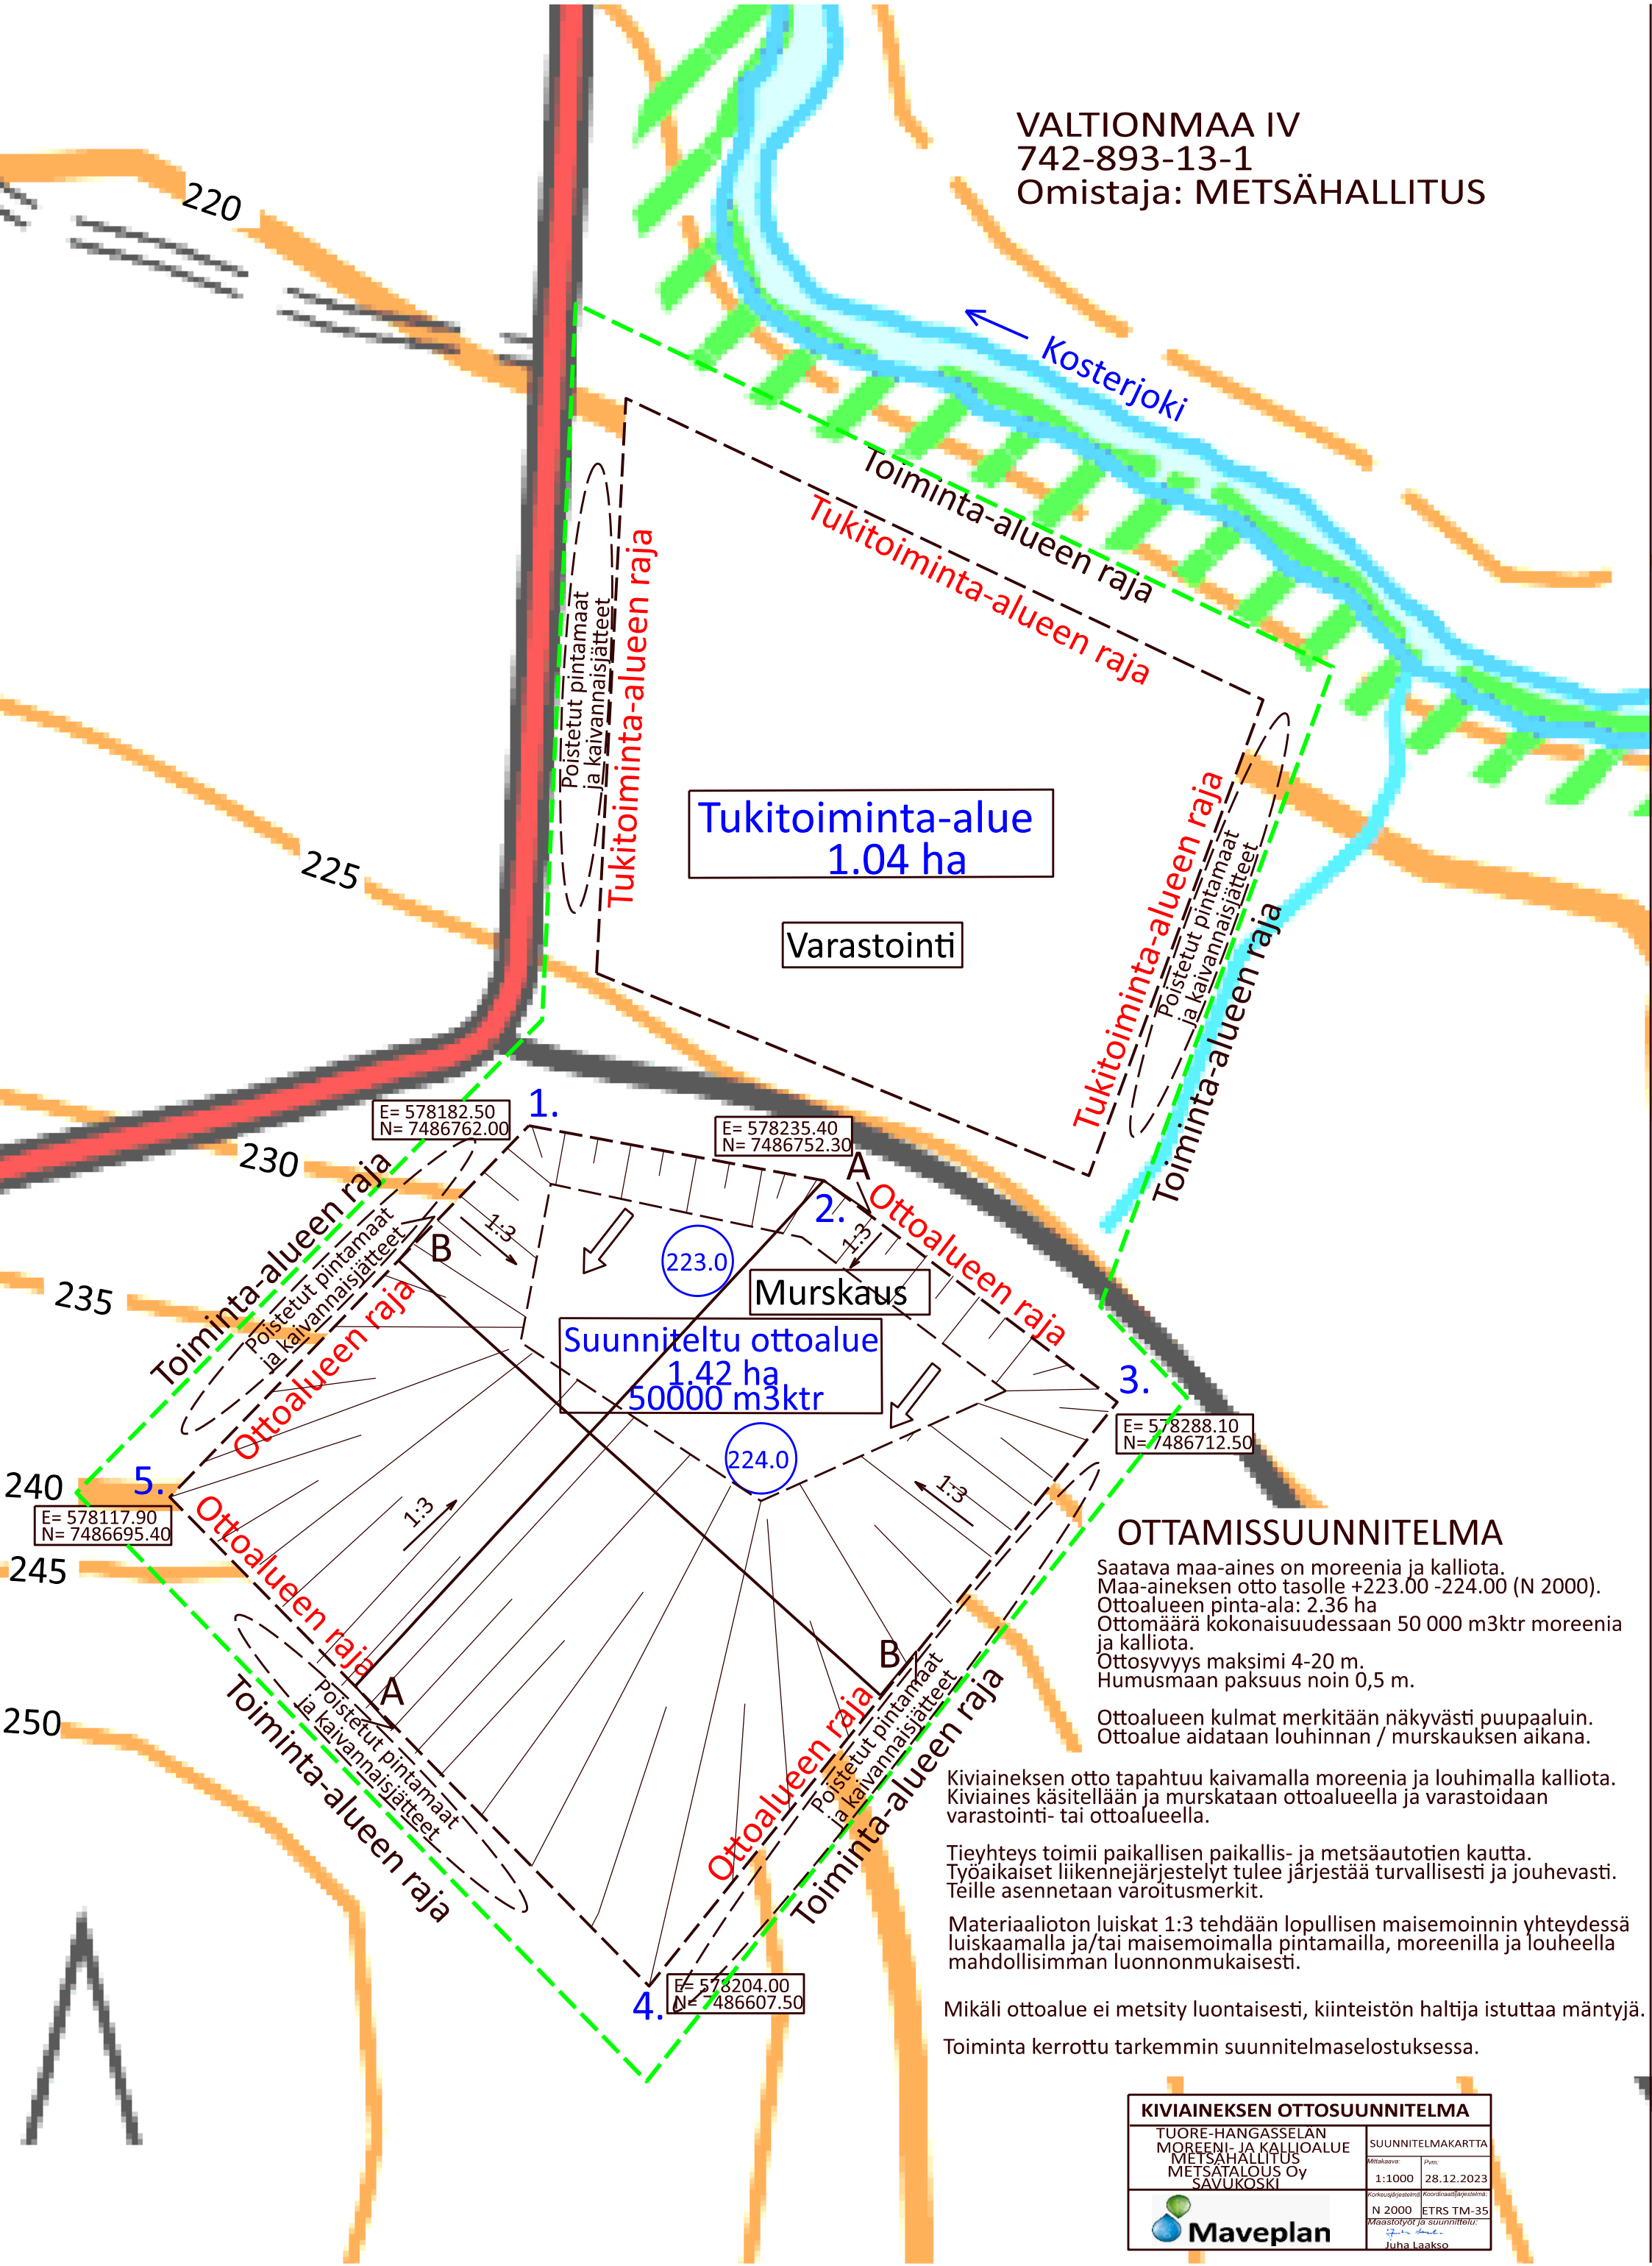 VALTIONMAA IV
742-893-13-1
Omistaja: METSÄHALLITUS
220
Kosterjoki
Toiminta-alueen raja
Tukitoiminta-alueen raja
Tukitoiminta-alueen raja
Poistetut pintamaat
ja kaivannaisjätteet
Tukitoiminta-alue
1.04 ha
Varastointi
225
Tukitoiminta-alueen raja
Poistetut pintamaat
ja kaivannaisjätteet
Toiminta-alueen raja
E= 578182.50
N= 7486762.00
1.
E= 578235.40
N= 7486752.30
A
2.
230
Toiminta-alueen raja
Poistetut pintamaat
ja kaivannaisjätteet
Ottoalueen raja
B
1:3
223.0
1:3
Ottoalueen raja
Murskaus
235
Suunniteltu ottoalue
1.42 ha
50000 m3ktr
3.
E= 578288.10
N= 7486712.50
224.0
1:3
1:3
240
5.
E= 578117.90
N= 7486695.40
245
Ottoalueen raja
A
Poistetut pintamaat
ja kaivannaisjätteet
Toiminta-alueen raja
250
B
Ottoalueen raja
Poistetut pintamaat
ja kaivannaisjätteet
Toiminta-alueen raja
4.
E= 578204.00
N= 7486607.50
OTTAMISSUUNNITELMA
Saatava maa-aines on moreenia ja kalliota.
Maa-aineksen otto tasolle +223.00 -224.00 (N 2000).
Ottoalueen pinta-ala: 2.36 ha
Ottomäärä kokonaisuudessaan 50 000 m3ktr moreenia
ja kalliota.
Ottosyvyys maksimi 4-20 m.
Humusmaan paksuus noin 0,5 m.
Ottoalueen kulmat merkitään näkyvästi puupaaluin.
Ottoalue aidataan louhinnan / murskauksen aikana.
Kiviaineksen otto tapahtuu kaivamalla moreenia ja louhimalla kalliota.
Kiviaines käsitellään ja murskataan ottoalueella ja varastoidaan
varastointi- tai ottoalueella.
Tieyhteys toimii paikallisen paikallis- ja metsäautotien kautta.
Työaikaiset liikennejärjestelyt tulee järjestää turvallisesti ja jouhevasti.
Teille asennetaan varoitusmerkit.
Materiaalioton luiskat 1:3 tehdään lopullisen maisemoinnin yhteydessä
luiskaamalla ja/tai maisemoimalla pintamailla, moreenilla ja louheella
mahdollisimman luonnonmukaisesti.
Mikäli ottoalue ei metsity luontaisesti, kiinteistön haltija istuttaa mäntyjä.
Toiminta kerrottu tarkemmin suunnitelmaselostuksessa.
KIVIAINEKSEN OTTOSUUNNITELMA
TUORE-HANGASSELÄN
MOREENI- JA KALLIOALUE
METSÄHALLITUS
METSÄTALOUS Oy
SAVUKOSKI
SUUNNITELMAKARTTA
Mittakaava: Pvm:
1:1000 28.12.2023
Korkeusjärjestelmä: Koordinaattijärjestelmä:
N 2000 ETRS TM-35
Maastotyöt ja suunnittelu:
Juha Laakso
Maveplan